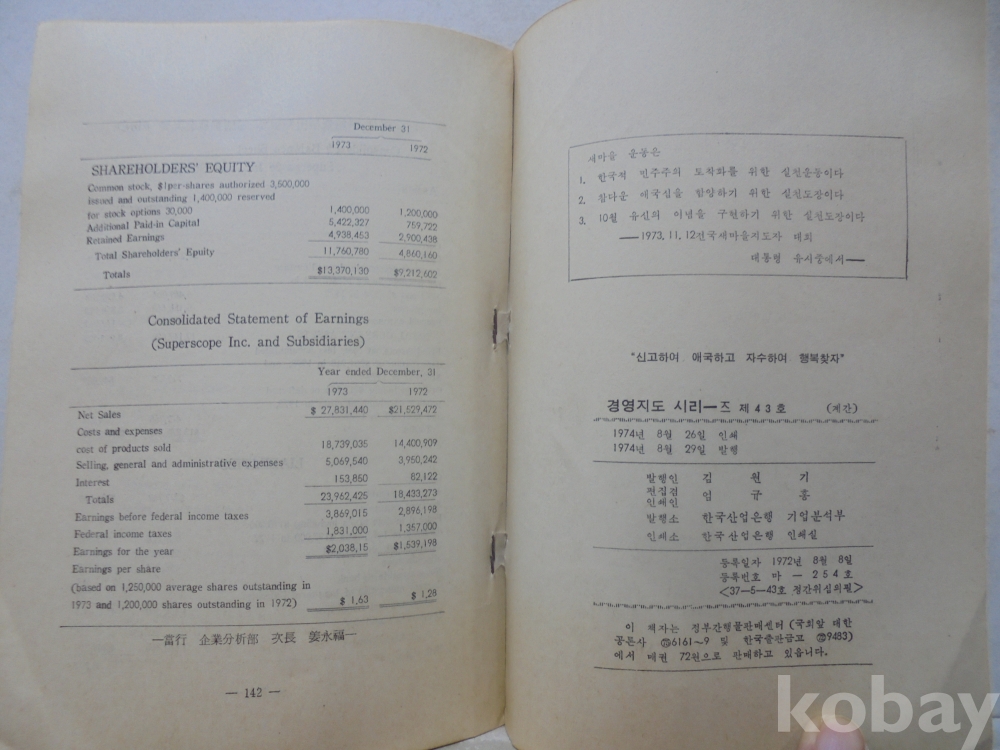 December 31
1973 1972
SHAREHOLDERS' EQUITY
Common stock, $1per-shares authorized 3,500,000
issued and outstanding 1,400,000 reserved
for stock options 30,000 1,400,000 1,200,000
Additional Paid-in Capital 5,422,327 759,722
Retained Earnings 4,938,453 2,900,438
Total Shareholders' Equity 11,760,780 4,860,160
Totals $13,370,130 $9,212,602
Consolidated Statement of Earnings
(Superscope Inc. and Subsidiaries)
Year ended December, 31
1973 1972
Net Sales $ 27,831,440 $21,529,472
Costs and expenses
cost of products sold 18,739,035 14,400,909
Selling, general and administrative expenses 5,069,540 3,950,242
Interest 153,850 82,122
Totals 23,962,425 18,433,273
Earnings before federal income taxes 3,869,015 2,896,198
Federal income taxes 1,831,000 1,357,000
Earnings for the year $2,038,15 $1,539,198
Earnings per share
(based on 1,250,000 average shares outstanding in
1973 and 1,200,000 shares outstanding in 1972) $ 1,63 $ 1,28
—當行 企業分析部 次長 姜永福—
— 142 —
새마을 운동은
1. 한국적 민주주의 도착화를 위한 실천운동이다
2. 참다운 애국심을 함양하기 위한 실천도장이다
3. 10월 유신의 이념을 구현하기 위한 실천도장이다
—1973, 11, 12전국새마을지도자 대회
대통령 유시중에서—
"신고하여 애국하고 자수하여 행복찾자"
경영지도 시리—즈 제 4 3 호 (계간)
1974년 8월 26일 인쇄
1974년 8월 29일 발행
발행인 김 원 기
편집겸
인쇄인 엄 규 홍
발행소 한국산업은행 기업분석부
인쇄소 한국산업은행 인쇄실
등록일자 1972년 8월 8일
등록번호 마 — 2 5 4 호
<37—5—43호 정간위심의필>
이 책자는 정부간행물판매센터 (국회앞 대한
공론사 6161~9 및 한국출판금고 9483)
에서 매권 72원으로 판매하고 있읍니다.
kobay